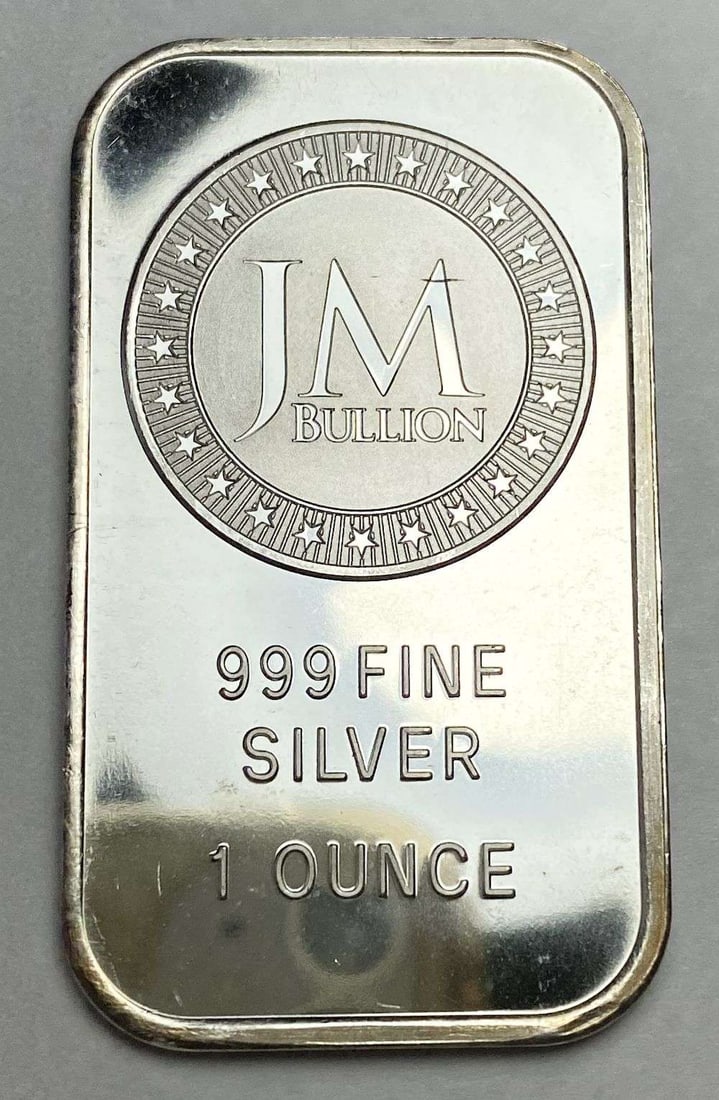 JM
BULLION
999 FINE
SILVER
1 OUNCE